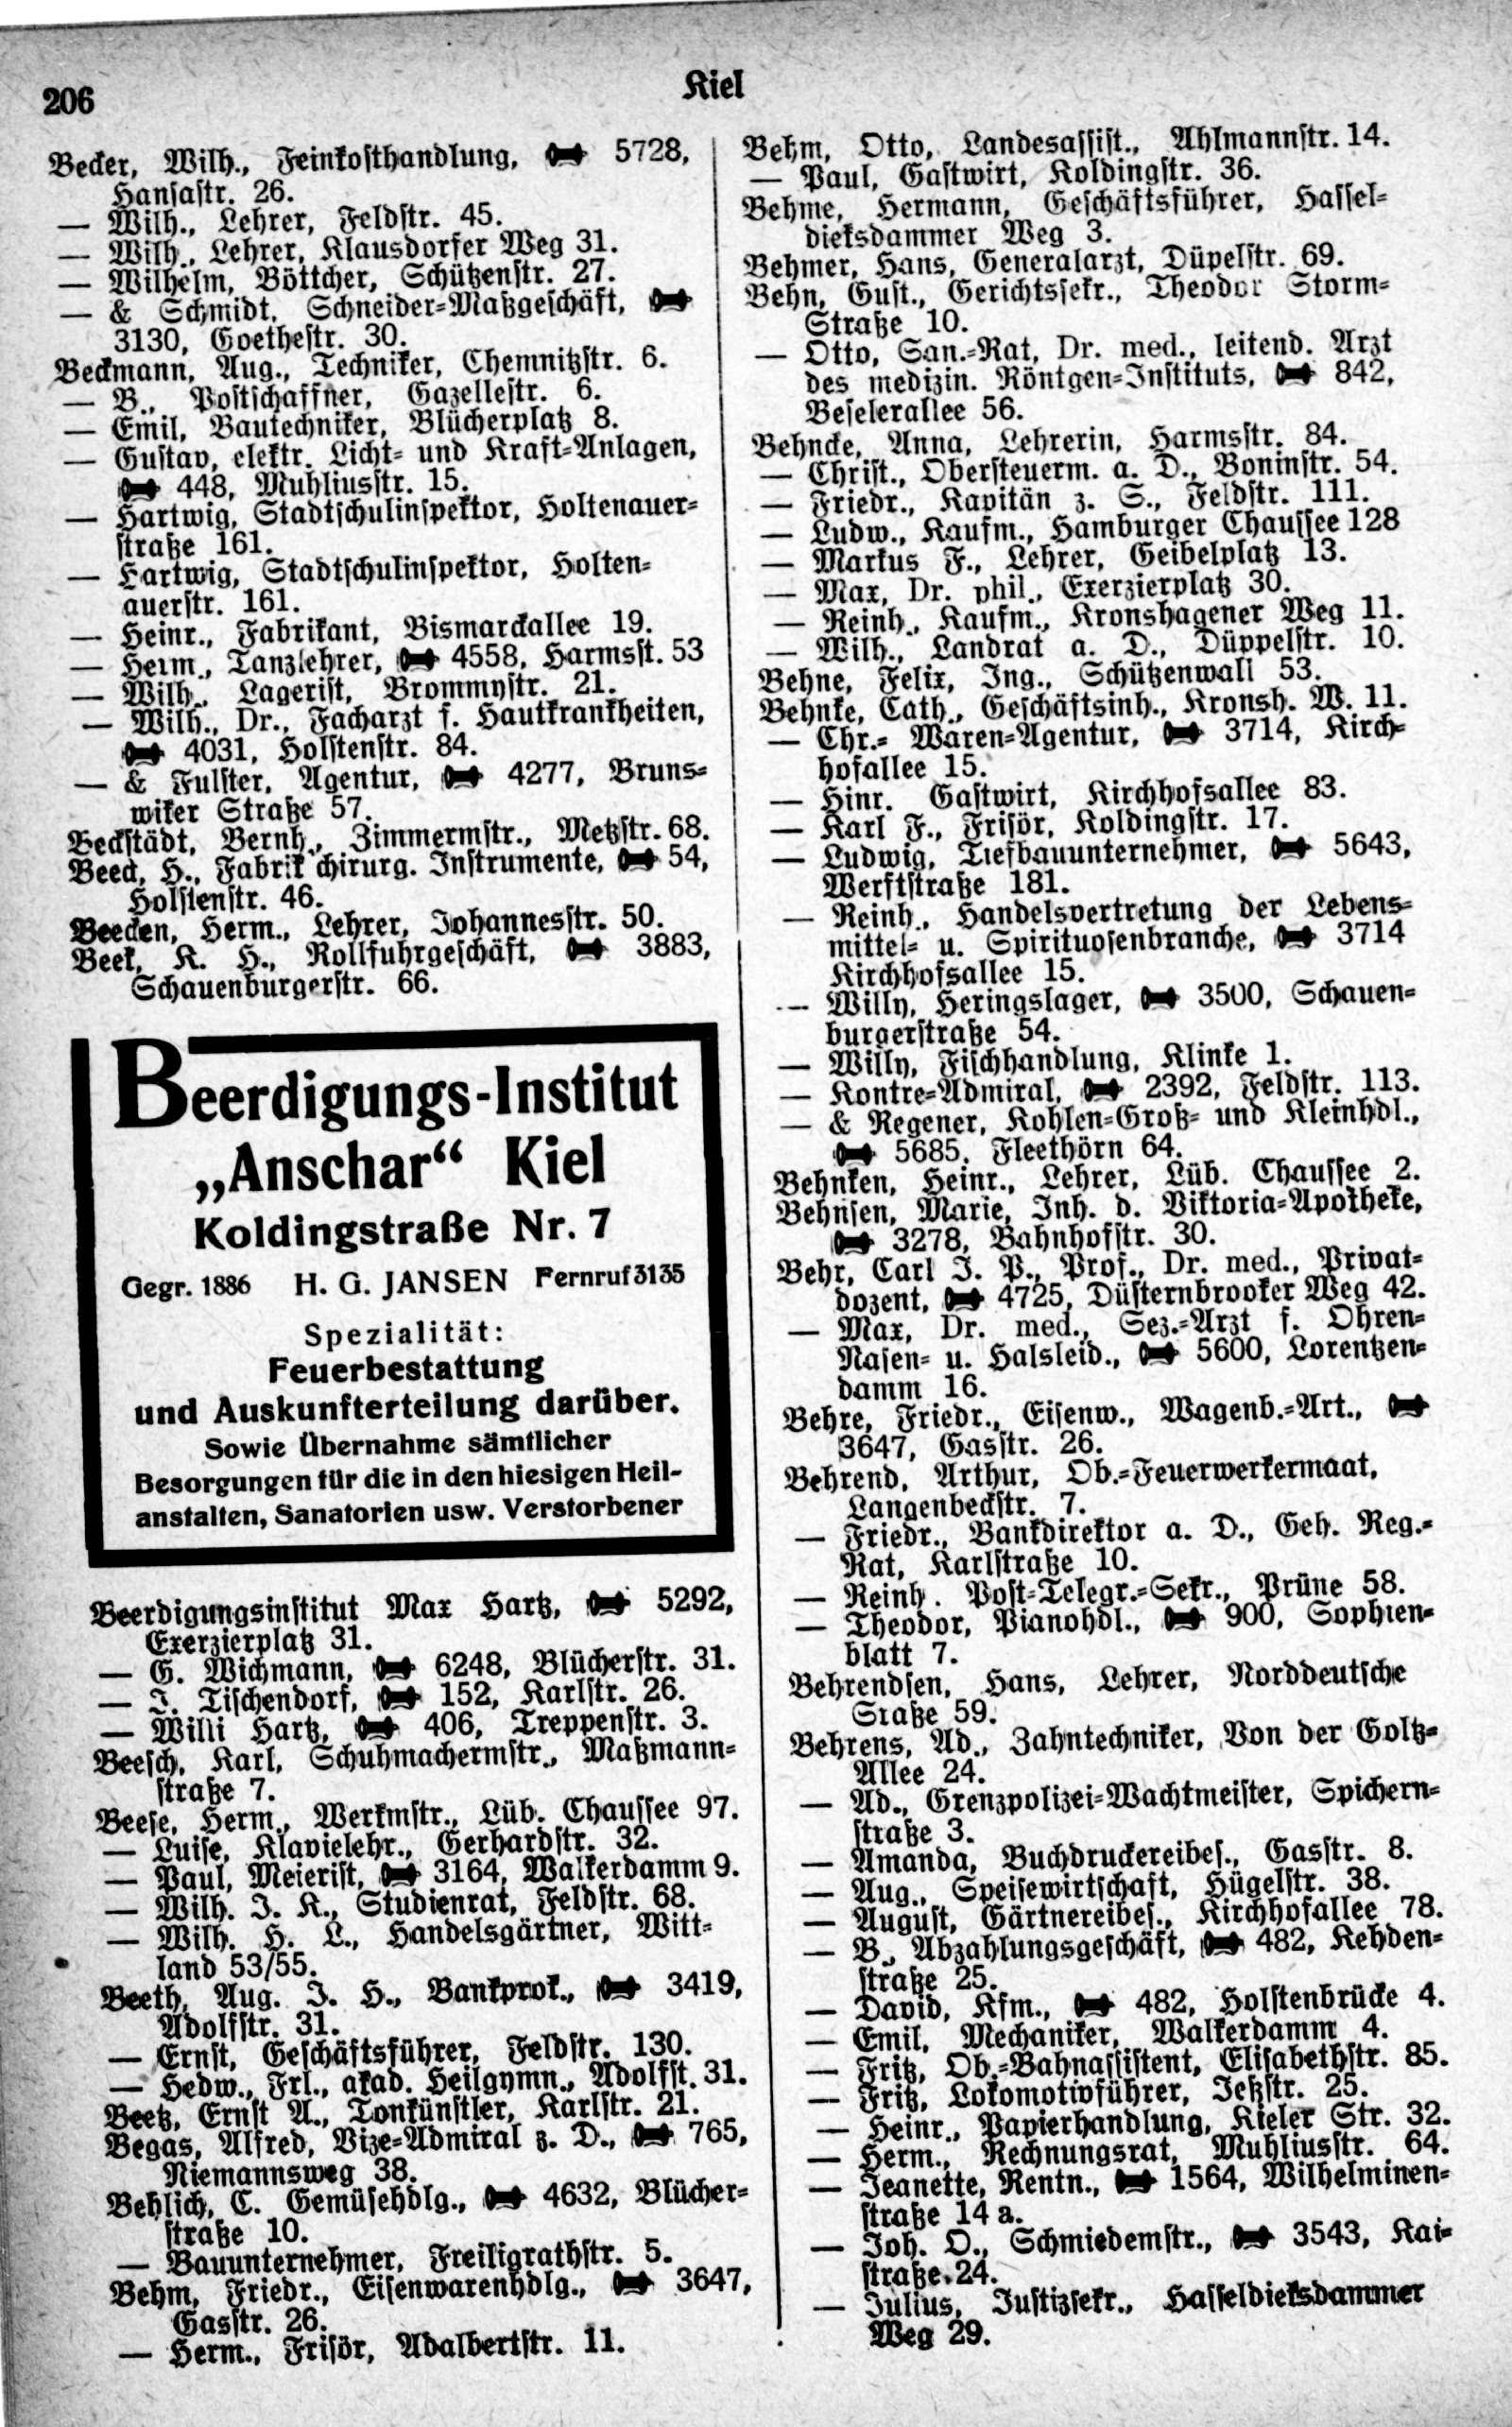 206
Kiel
Becker, Wilh., Feinkosthandlung, 5728,
Hansastr. 26.
— Wilh., Lehrer, Feldstr. 45.
— Wilh., Lehrer, Klausdorfer Weg 31.
— Wilhelm, Böttcher, Schützenstr. 27.
— & Schmidt, Schneider-Maßgeschäft,
3130, Goethestr. 30.
Beckmann, Aug., Techniker, Chemnitzstr. 6.
— B., Postschaffner, Gazellestr. 6.
— Emil, Bautechniker, Blücherplatz 8.
— Gustav, elektr. Licht- und Kraft-Anlagen,
448, Muhliusstr. 15.
— Hartwig, Stadtschulinspektor, Holtenauer-
straße 161.
— Hartwig, Stadtschulinspektor, Holten-
auerstr. 161.
— Heinr., Fabrikant, Bismarckallee 19.
— Herm., Tanzlehrer, 4558, Harmsst. 53
— Wilh., Lagerist, Brommystr. 21.
— Wilh., Dr., Facharzt f. Hautkrankheiten,
4031, Holstenstr. 84.
— & Fulster, Agentur, 4277, Bruns-
wiker Straße 57.
Beckstädt, Bernh., Zimmermstr., Metzstr. 68.
Beeck, H., Fabrik chirurg. Instrumente, 54,
Holstenstr. 46.
Beecken, Herm., Lehrer, Johannesstr. 50.
Beek, K. H., Rollfuhrgeschäft, 3883,
Schauenburgerstr. 66.
Beerdigungs-Institut
„Anschar“ Kiel
Koldingstraße Nr. 7
Gegr. 1886 H. G. JANSEN Fernruf 3135
Spezialität:
Feuerbestattung
und Auskunfterteilung darüber.
Sowie Übernahme sämtlicher
Besorgungen für die in den hiesigen Heil-
anstalten, Sanatorien usw. Verstorbener
Beerdigungsinstitut Max Hartz, 5292,
Exerzierplatz 31.
— G. Wichmann, 6248, Blücherstr. 31.
— J. Tischendorf, 152, Karlstr. 26.
— Willi Hartz, 406, Treppenstr. 3.
Beesch, Karl, Schuhmachermstr., Maßmann-
straße 7.
Beese, Herm., Werkmstr., Lüb. Chaussee 97.
— Luise, Klavielehr., Gerhardstr. 32.
— Paul, Meierist, 3164, Walkerdamm 9.
— Wilh. J. K., Studienrat, Feldstr. 68.
— Wilh. H. L., Handelsgärtner, Witt-
land 53/55.
Beeth, Aug. J. H., Bankprok., 3419,
Adolfstr. 31.
— Ernst, Geschäftsführer, Feldstr. 130.
— Hedw., Frl., akad. Heilgymn., Adolfst. 31.
Beetz, Ernst A., Tonkünstler, Karlstr. 21.
Begas, Alfred, Vize-Admiral z. D., 765,
Niemannsweg 38.
Behlich, C. Gemüsehdlg., 4632, Blücher-
straße 10.
— Bauunternehmer, Freiligrathstr. 5.
Behm, Friedr., Eisenwarenhdlg., 3647,
Gasstr. 26.
— Herm., Frisör, Adalbertstr. 11.
Behm, Otto, Landesassist., Ahlmannstr. 14.
— Paul, Gastwirt, Koldingstr. 36.
Behme, Hermann, Geschäftsführer, Hassel-
dieksdammer Weg 3.
Behmer, Hans, Generalarzt, Düpelstr. 69.
Behn, Gust., Gerichtssekr., Theodor Storm-
Straße 10.
— Otto, San.-Rat, Dr. med., leitend. Arzt
des medizin. Röntgen-Instituts, 842,
Beselerallee 56.
Behncke, Anna, Lehrerin, Harmsstr. 84.
— Christ., Obersteuerm. a. D., Boninstr. 54.
— Friedr., Kapitän z. S., Feldstr. 111.
— Ludw., Kaufm., Hamburger Chaussee 128
— Markus F., Lehrer, Geibelplatz 13.
— Max, Dr. phil., Exerzierplatz 30.
— Reinh., Kaufm., Kronshagener Weg 11.
— Wilh., Landrat a. D., Düppelstr. 10.
Behne, Felix, Ing., Schützenwall 53.
Behnke, Cath., Geschäftsinh., Kronsh. W. 11.
— Chr.- Waren-Agentur, 3714, Kirch-
hofallee 15.
— Hinr. Gastwirt, Kirchhofsallee 83.
— Karl F., Frisör, Koldingstr. 17.
— Ludwig, Tiefbauunternehmer, 5643,
Werftstraße 181.
— Reinh., Handelsvertretung der Lebens-
mittel- u. Spirituosenbranche, 3714
Kirchhofsallee 15.
— Willy, Heringslager, 3500, Schauen-
burgerstraße 54.
— Willy, Fischhandlung, Klinke 1.
— Kontre-Admiral, 2392, Feldstr. 113.
— & Regener, Kohlen-Groß- und Kleinhdl.,
5685, Fleethörn 64.
Behnken, Heinr., Lehrer, Lüb. Chaussee 2.
Behnsen, Marie, Inh. d. Viktoria-Apotheke,
3278, Bahnhofstr. 30.
Behr, Carl J. P., Prof., Dr. med., Privat-
dozent, 4725, Düsternbrooker Weg 42.
— Max, Dr. med., Sez.-Arzt f. Ohren-
Nasen- u. Halsleid., 5600, Lorentzen-
damm 16.
Behre, Friedr., Eisenw., Wagenb.-Art.,
3647, Gasstr. 26.
Behrend, Arthur, Ob.-Feuerwerkermaat,
Langenbeckstr. 7.
— Friedr., Bankdirektor a. D., Geh. Reg.-
Rat, Karlstraße 10.
— Reinh. Post-Telegr.-Sekr., Prüne 58.
— Theodor, Pianohdl., 900, Sophien-
blatt 7.
Behrendsen, Hans, Lehrer, Norddeutsche
Sraße 59.
Behrens, Ad., Zahntechniker, Von der Goltz-
Allee 24.
— Ad., Grenzpolizei-Wachtmeister, Spichern-
straße 3.
— Amanda, Buchdruckereibes., Gasstr. 8.
— Aug., Speisewirtschaft, Hügelstr. 38.
— August, Gärtnereibes., Kirchhofallee 78.
— B., Abzahlungsgeschäft, 482, Kehden-
straße 25.
— David, Kfm., 482, Holstenbrücke 4.
— Emil, Mechaniker, Walkerdamm 4.
— Fritz, Ob.-Bahnassistent, Elisabethstr. 85.
— Fritz, Lokomotivführer, Jeßstr. 25.
— Heinr., Papierhandlung, Kieler Str. 32.
— Herm., Rechnungsrat, Muhliusstr. 64.
— Jeanette, Rentn., 1564, Wilhelminen-
straße 14 a.
— Joh. O., Schmiedemstr., 3543, Kai-
straße 24.
— Julius, Justizsekr., Hasseldieksdammer
Weg 29.